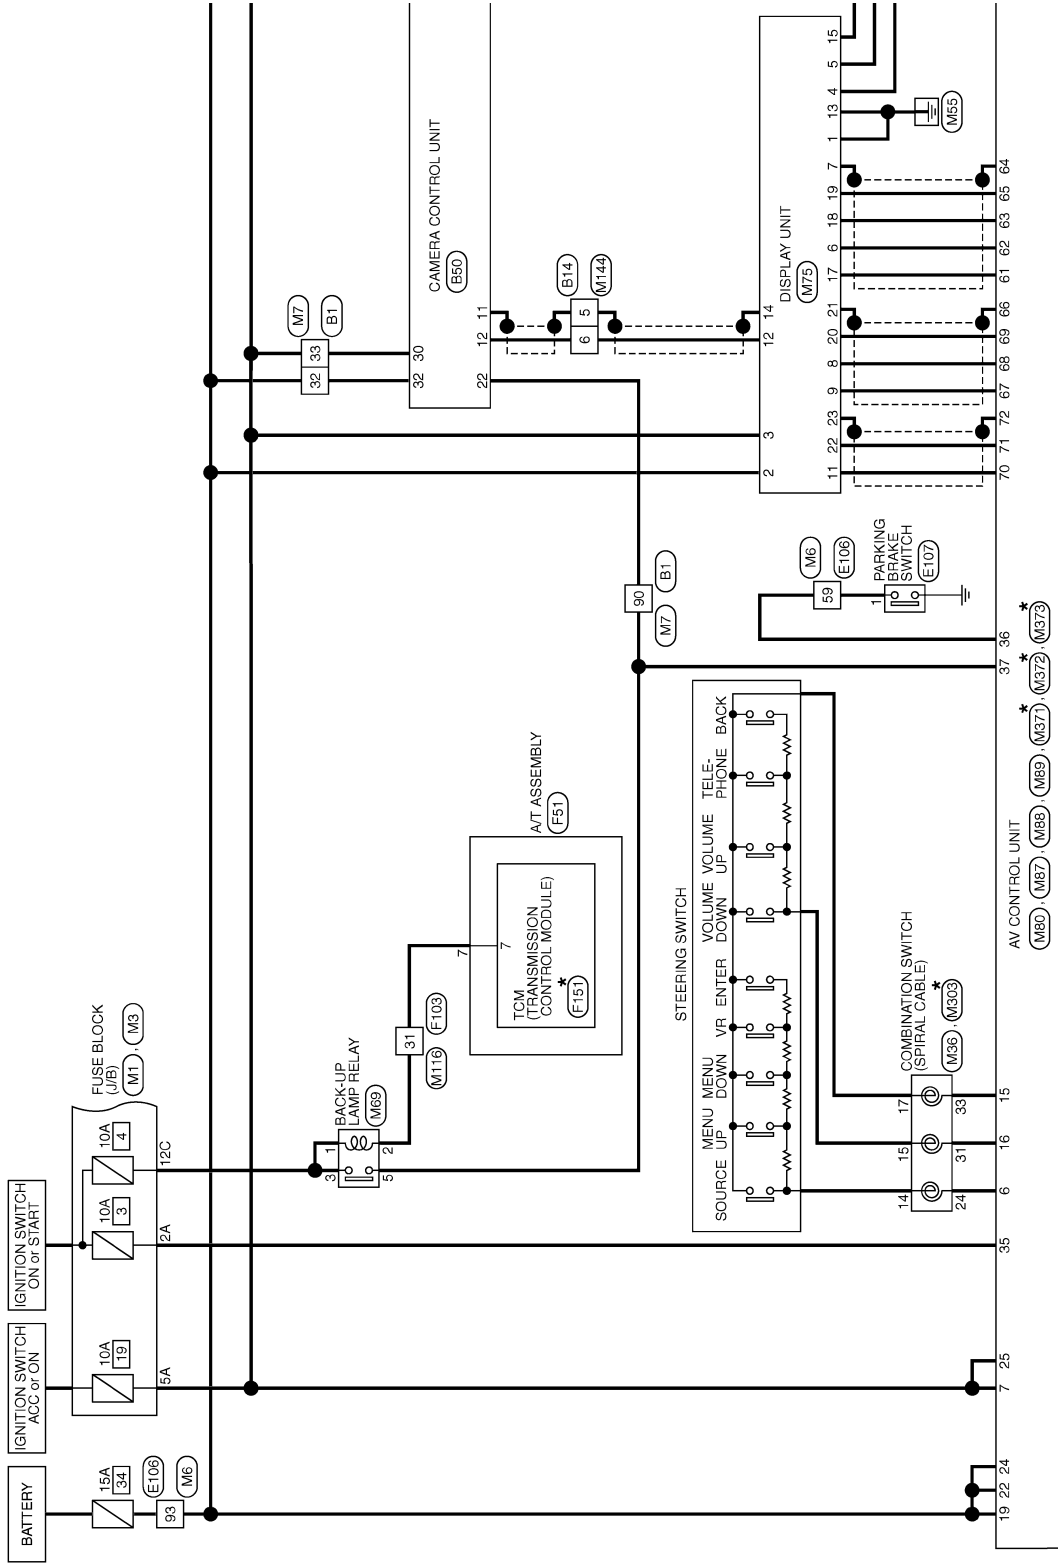 BATTERY
IGNITION SWITCH
ACC or ON
IGNITION SWITCH
ON or START
15A
34
10A
19
10A
3
10A
4
FUSE BLOCK
(J/B)
M1 , M3
E106
93
M6
5A
2A
12C
BACK-UP
LAMP RELAY
M69
1
3
2
5
M116
31
F103
A/T ASSEMBLY
F51
7
7
TCM
(TRANSMISSION
CONTROL MODULE)
*
F151
M7
B1
32
33
32
30
CAMERA CONTROL UNIT
B50
22
12
11
B14
M144
6
5
12
14
2
3
DISPLAY UNIT
M75
11
22
23
9
8
20
21
17
6
18
19
7
1
13
4
5
15
M55
M7
90
B1
STEERING SWITCH
SOURCE
MENU
UP
MENU
DOWN
VR
ENTER
VOLUME
DOWN
VOLUME
UP
TELE-
PHONE
BACK
COMBINATION SWITCH
(SPIRAL CABLE)
*
M36 , M303
14
15
17
24
31
33
M6
59
E106
PARKING
BRAKE
SWITCH
E107
1
19
22
24
7
25
35
6
16
15
37
36
70
71
72
67
68
69
66
61
62
63
65
64
AV CONTROL UNIT
* * *
M80 , M87 , M88 , M89 , M371 , M372 , M373